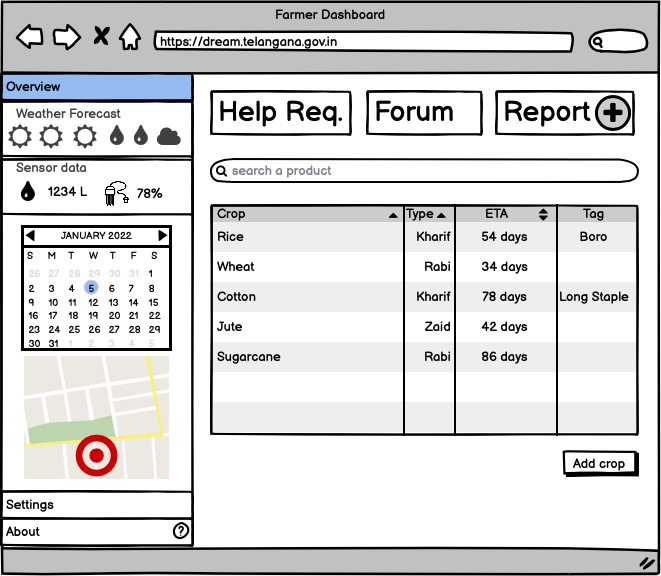 Farmer Dashboard
https://dream.telangana.gov.in
Overview
Weather Forecast
Sensor data
1234 L 78%
JANUARY 2022
S M T W T F S
26 27 28 29 30 31 1
2 3 4 5 6 7 8
9 10 11 12 13 14 15
16 17 18 19 20 21 22
23 24 25 26 27 28 29
30 31 1 2 3 4 5
Settings
About ?
Help Req. Forum Report
search a product
Crop Type ETA Tag
Rice Kharif 54 days Boro
Wheat Rabi 34 days
Cotton Kharif 78 days Long Staple
Jute Zaid 42 days
Sugarcane Rabi 86 days
Add crop